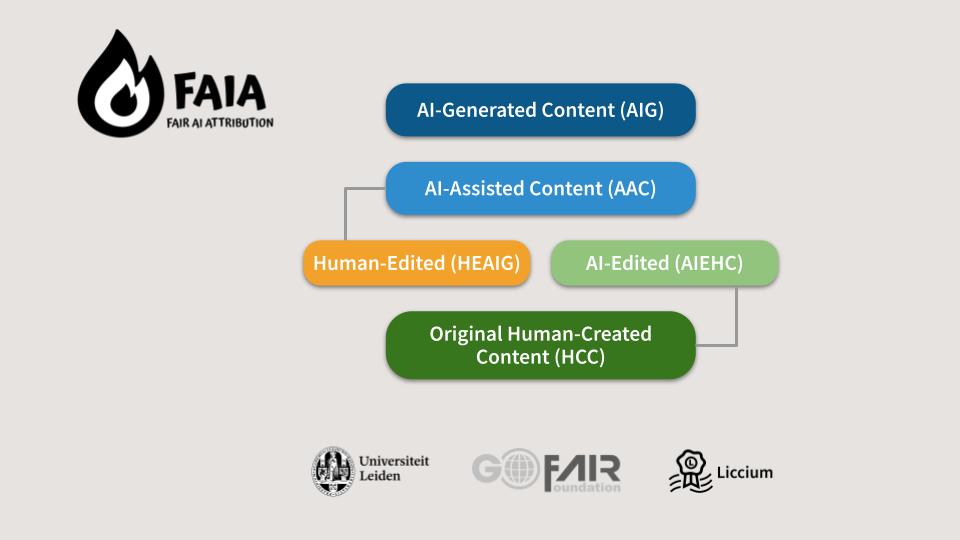 FAIA
FAIR AI ATTRIBUTION
AI-Generated Content (AIG)
AI-Assisted Content (AAC)
Human-Edited (HEAIG)
AI-Edited (AIEHC)
Original Human-Created
Content (HCC)
Universiteit
Leiden
GO FAIR
Foundation
Liccium